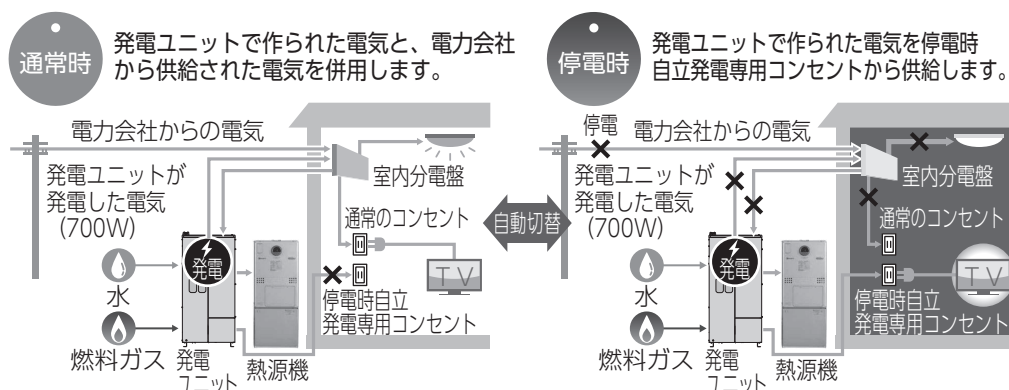 通常時
発電ユニットで作られた電気と、電力会社
から供給された電気を併用します。
電力会社からの電気
発電ユニットが
発電した電気
(700W)
室内分電盤
通常のコンセント
発電
TV
水
停電時自立
発電専用コンセント
燃料ガス
発電
ユニット
熱源機
自動切替
停電時
発電ユニットで作られた電気を停電時
自立発電専用コンセントから供給します。
停電
電力会社からの電気
発電ユニットが
発電した電気
(700W)
室内分電盤
通常のコンセント
発電
TV
水
停電時自立
発電専用コンセント
燃料ガス
発電
ユニット
熱源機